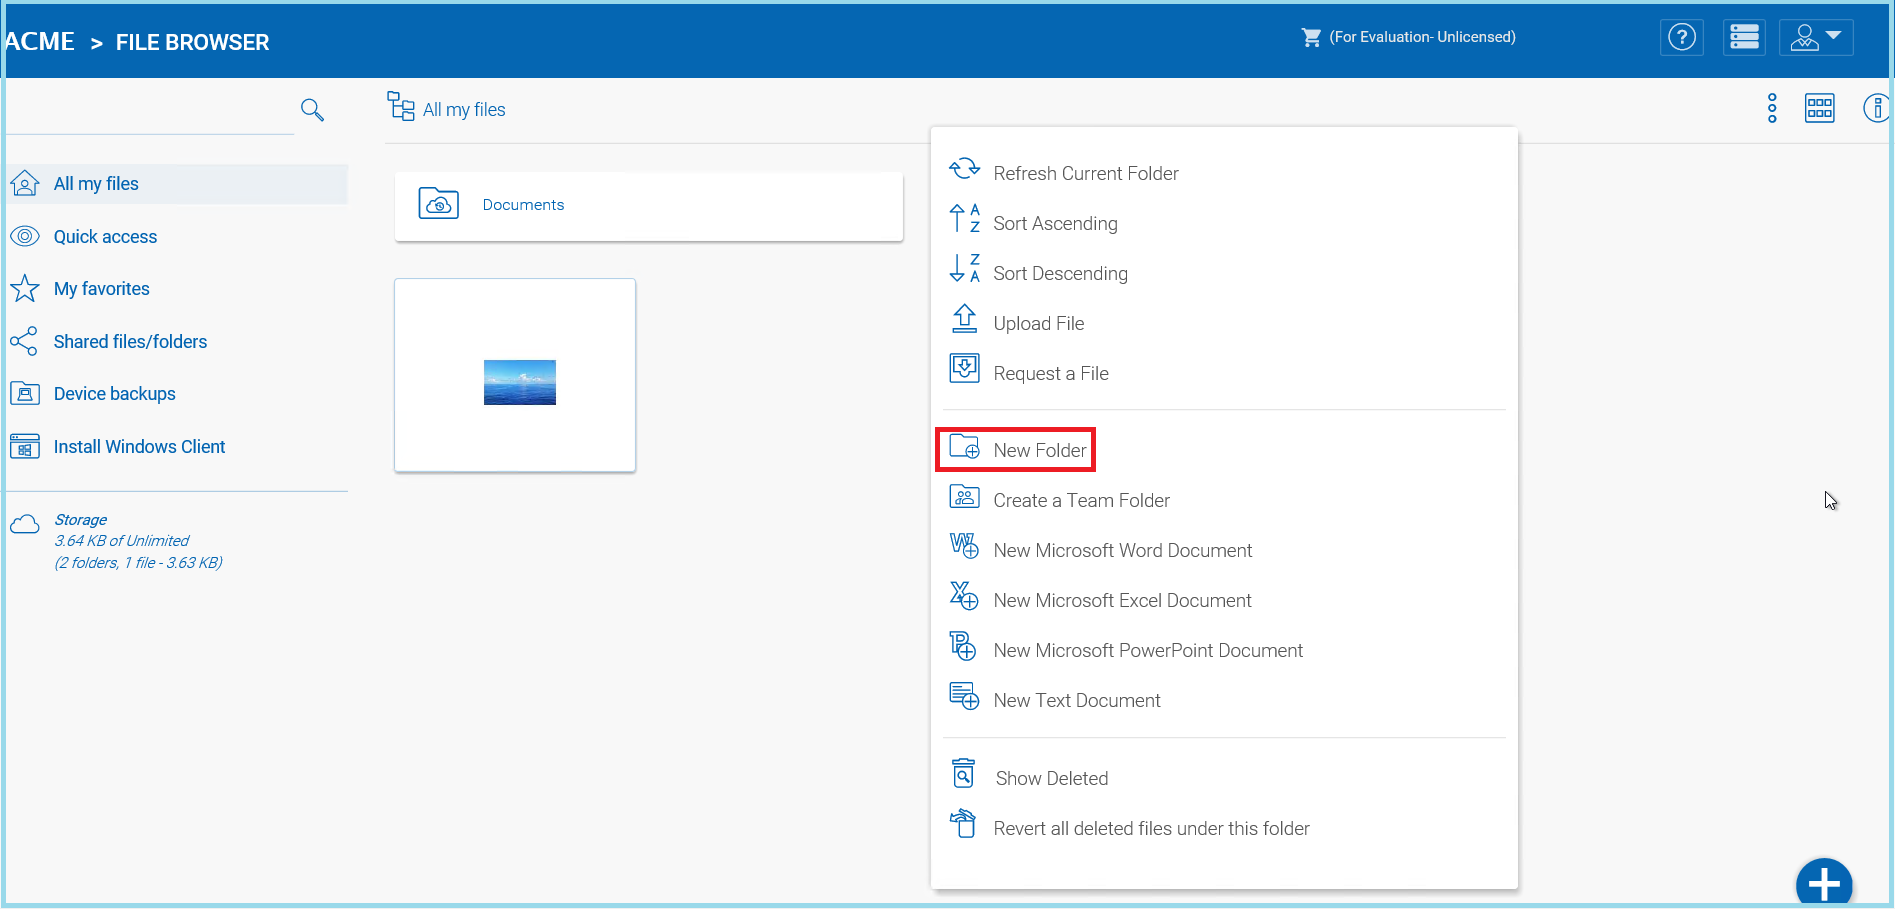 ACME > FILE BROWSER
(For Evaluation- Unlicensed)
All my files
All my files
Quick access
My favorites
Shared files/folders
Device backups
Install Windows Client
Storage
3.64 KB of Unlimited
(2 folders, 1 file - 3.63 KB)
Documents
Refresh Current Folder
Sort Ascending
Sort Descending
Upload File
Request a File
New Folder
Create a Team Folder
New Microsoft Word Document
New Microsoft Excel Document
New Microsoft PowerPoint Document
New Text Document
Show Deleted
Revert all deleted files under this folder